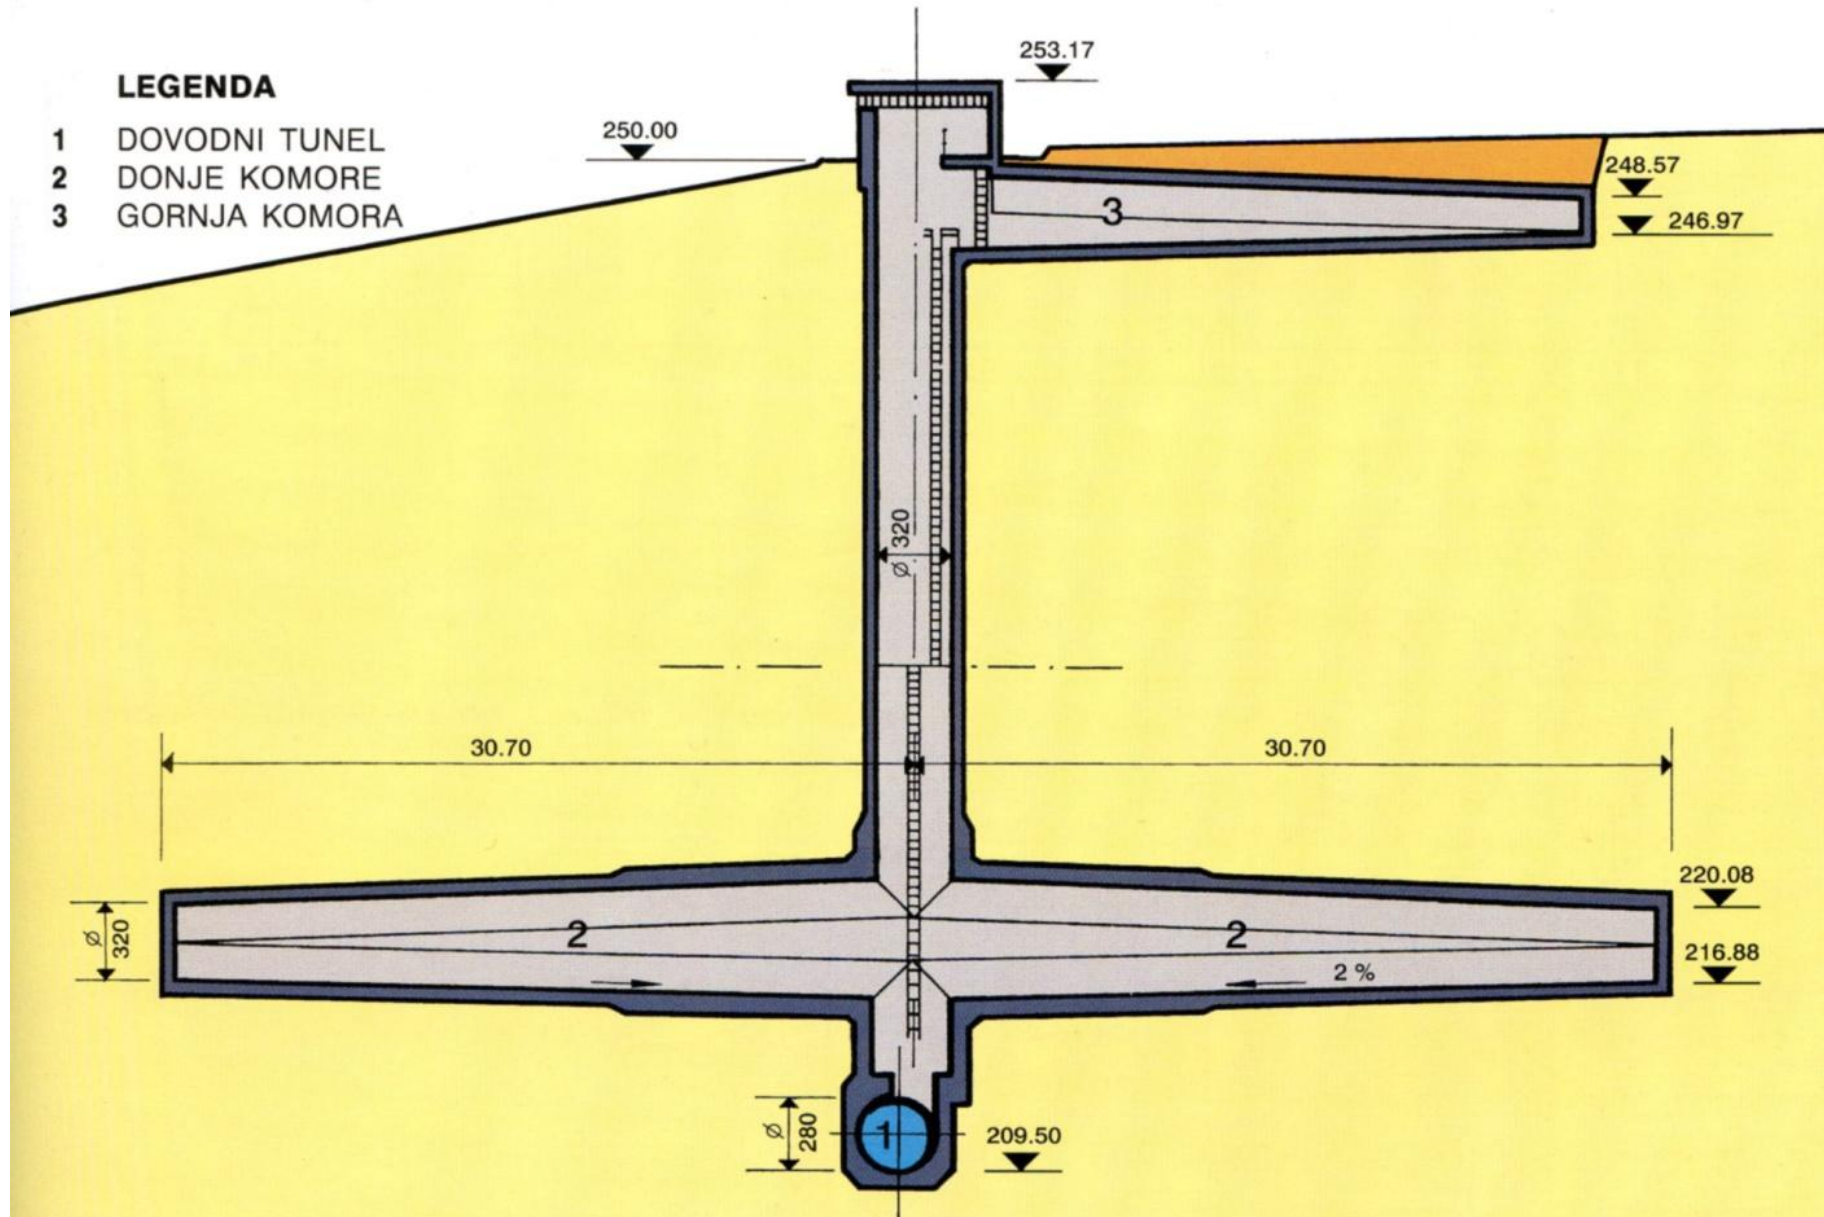 LEGENDA
1 DOVODNI TUNEL
2 DONJE KOMORE
3 GORNJA KOMORA
253.17
250.00
248.57
246.97
3
Ø 320
30.70
30.70
220.08
216.88
Ø 320
2
2
2 %
Ø 280
1
209.50